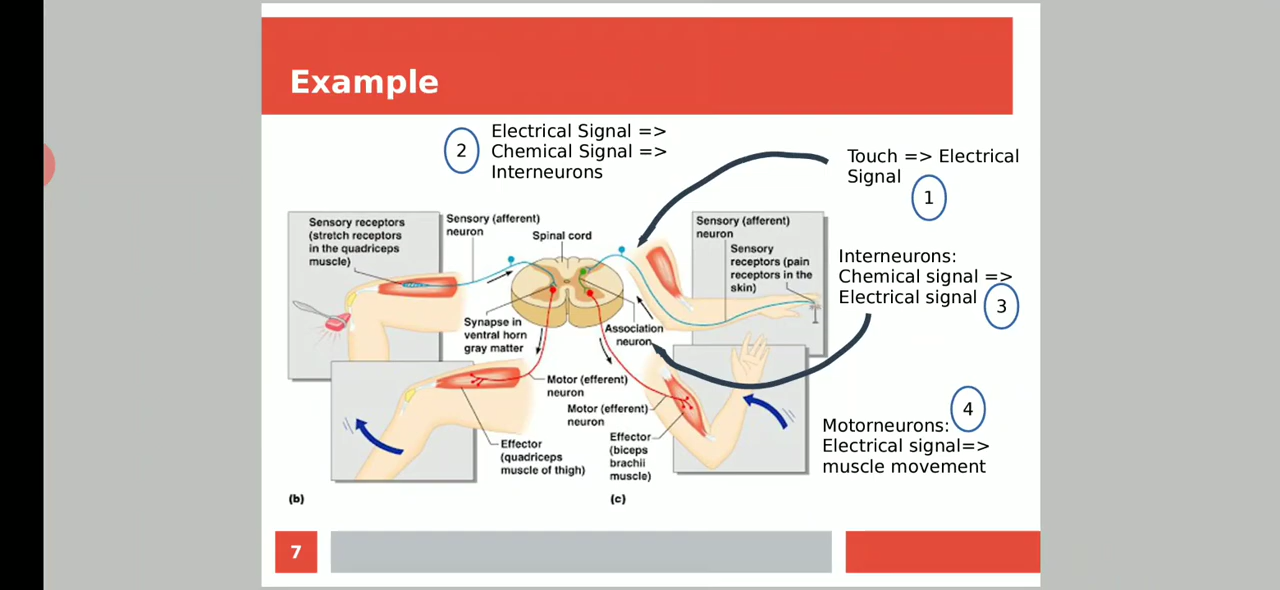 Example
2
Electrical Signal =>
Chemical Signal =>
Interneurons
Touch => Electrical
Signal
1
Sensory receptors
(stretch receptors
in the quadriceps
muscle)
Sensory (afferent)
neuron
Spinal cord
Sensory (afferent)
neuron
Sensory
receptors (pain
receptors in the
skin)
Interneurons:
Chemical signal =>
Electrical signal
3
Synapse in
ventral horn
gray matter
Association
neuron
Motor (efferent)
neuron
Motor (efferent)
neuron
Effector
(quadriceps
muscle of thigh)
Effector
(biceps
brachii
muscle)
4
Motorneurons:
Electrical signal=>
muscle movement
(b)
(c)
7